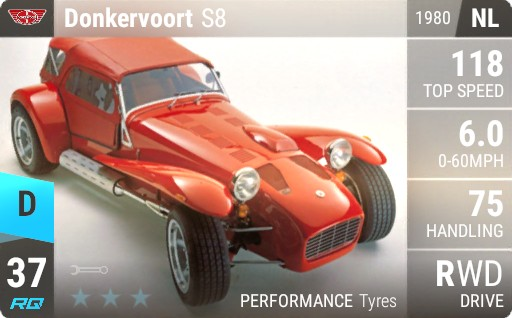 Donkervoort S8
1980 NL
118
TOP SPEED
6.0
0-60MPH
75
HANDLING
RWD
DRIVE
D
37
RQ
PERFORMANCE Tyres